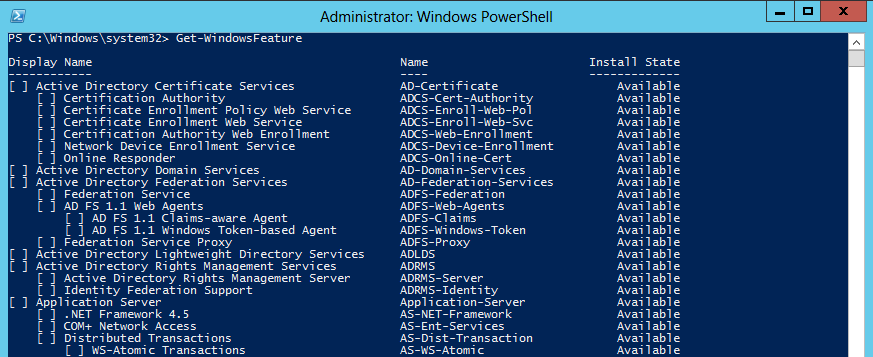 Administrator: Windows PowerShell
PS C:\Windows\system32> Get-WindowsFeature
Display Name Name Install State
------------ ---- -------------
[ ] Active Directory Certificate Services AD-Certificate Available
[ ] Certification Authority ADCS-Cert-Authority Available
[ ] Certificate Enrollment Policy Web Service ADCS-Enroll-Web-Pol Available
[ ] Certificate Enrollment Web Service ADCS-Enroll-Web-Svc Available
[ ] Certification Authority Web Enrollment ADCS-Web-Enrollment Available
[ ] Network Device Enrollment Service ADCS-Device-Enrollment Available
[ ] Online Responder ADCS-Online-Cert Available
[ ] Active Directory Domain Services AD-Domain-Services Available
[ ] Active Directory Federation Services AD-Federation-Services Available
[ ] Federation Service ADFS-Federation Available
[ ] AD FS 1.1 Web Agents ADFS-Web-Agents Available
[ ] AD FS 1.1 Claims-aware Agent ADFS-Claims Available
[ ] AD FS 1.1 Windows Token-based Agent ADFS-Windows-Token Available
[ ] Federation Service Proxy ADFS-Proxy Available
[ ] Active Directory Lightweight Directory Services ADLDS Available
[ ] Active Directory Rights Management Services ADRMS Available
[ ] Active Directory Rights Management Server ADRMS-Server Available
[ ] Identity Federation Support ADRMS-Identity Available
[ ] Application Server Application-Server Available
[ ] .NET Framework 4.5 AS-NET-Framework Available
[ ] COM+ Network Access AS-Ent-Services Available
[ ] Distributed Transactions AS-Dist-Transaction Available
[ ] WS-Atomic Transactions AS-WS-Atomic Available